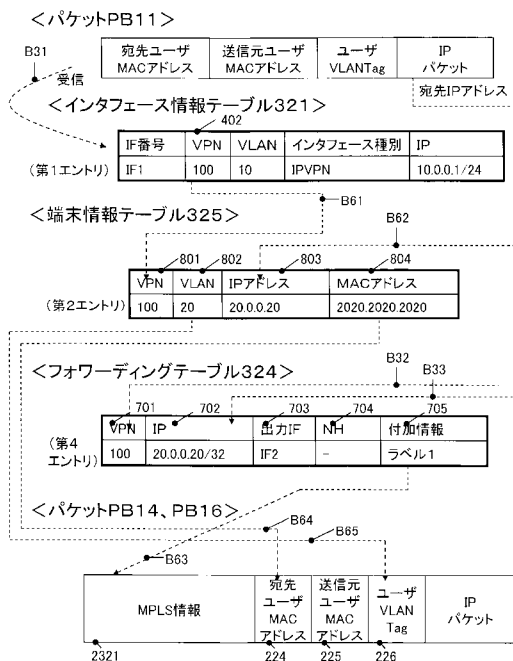 <パケットPB11>
B31
受信
宛先ユーザ
MACアドレス
送信元ユーザ
MACアドレス
ユーザ
VLANTag
IP
パケット
宛先IPアドレス
<インタフェース情報テーブル321>
402
IF番号 VPN VLAN インタフェース種別 IP
(第1エントリ) IF1 100 10 IPVPN 10.0.0.1/24
B61
<端末情報テーブル325>
B62
801 802 803 804
VPN VLAN IPアドレス MACアドレス
(第2エントリ) 100 20 20.0.0.20 2020.2020.2020
B32
<フォワーディングテーブル324>
B33
701 702 703 704 705
VPN IP 出力IF NH 付加情報
(第4
エントリ)
100 20.0.0.20/32 IF2 - ラベル1
<パケットPB14、PB16>
B64
B65
B63
MPLS情報
宛先
ユーザ
MAC
アドレス
送信元
ユーザ
MAC
アドレス
ユーザ
VLAN
Tag
IP
パケット
2321 224 225 226